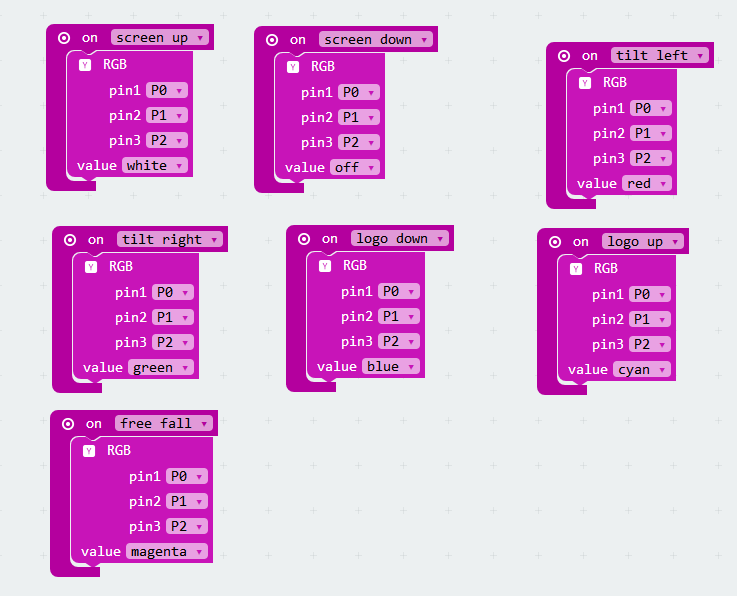 on screen up
Y RGB
pin1 P0
pin2 P1
pin3 P2
value white
on screen down
Y RGB
pin1 P0
pin2 P1
pin3 P2
value off
on tilt left
Y RGB
pin1 P0
pin2 P1
pin3 P2
value red
on tilt right
Y RGB
pin1 P0
pin2 P1
pin3 P2
value green
on logo down
Y RGB
pin1 P0
pin2 P1
pin3 P2
value blue
on logo up
Y RGB
pin1 P0
pin2 P1
pin3 P2
value cyan
on free fall
Y RGB
pin1 P0
pin2 P1
pin3 P2
value magenta